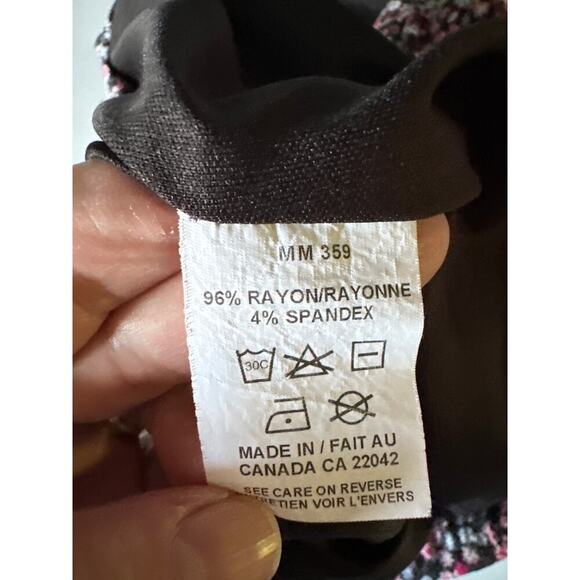 MM 359
96% RAYON/RAYONNE
4% SPANDEX
30C
MADE IN / FAIT AU
CANADA CA 22042
SEE CARE ON REVERSE
VOIR L'ENVERS